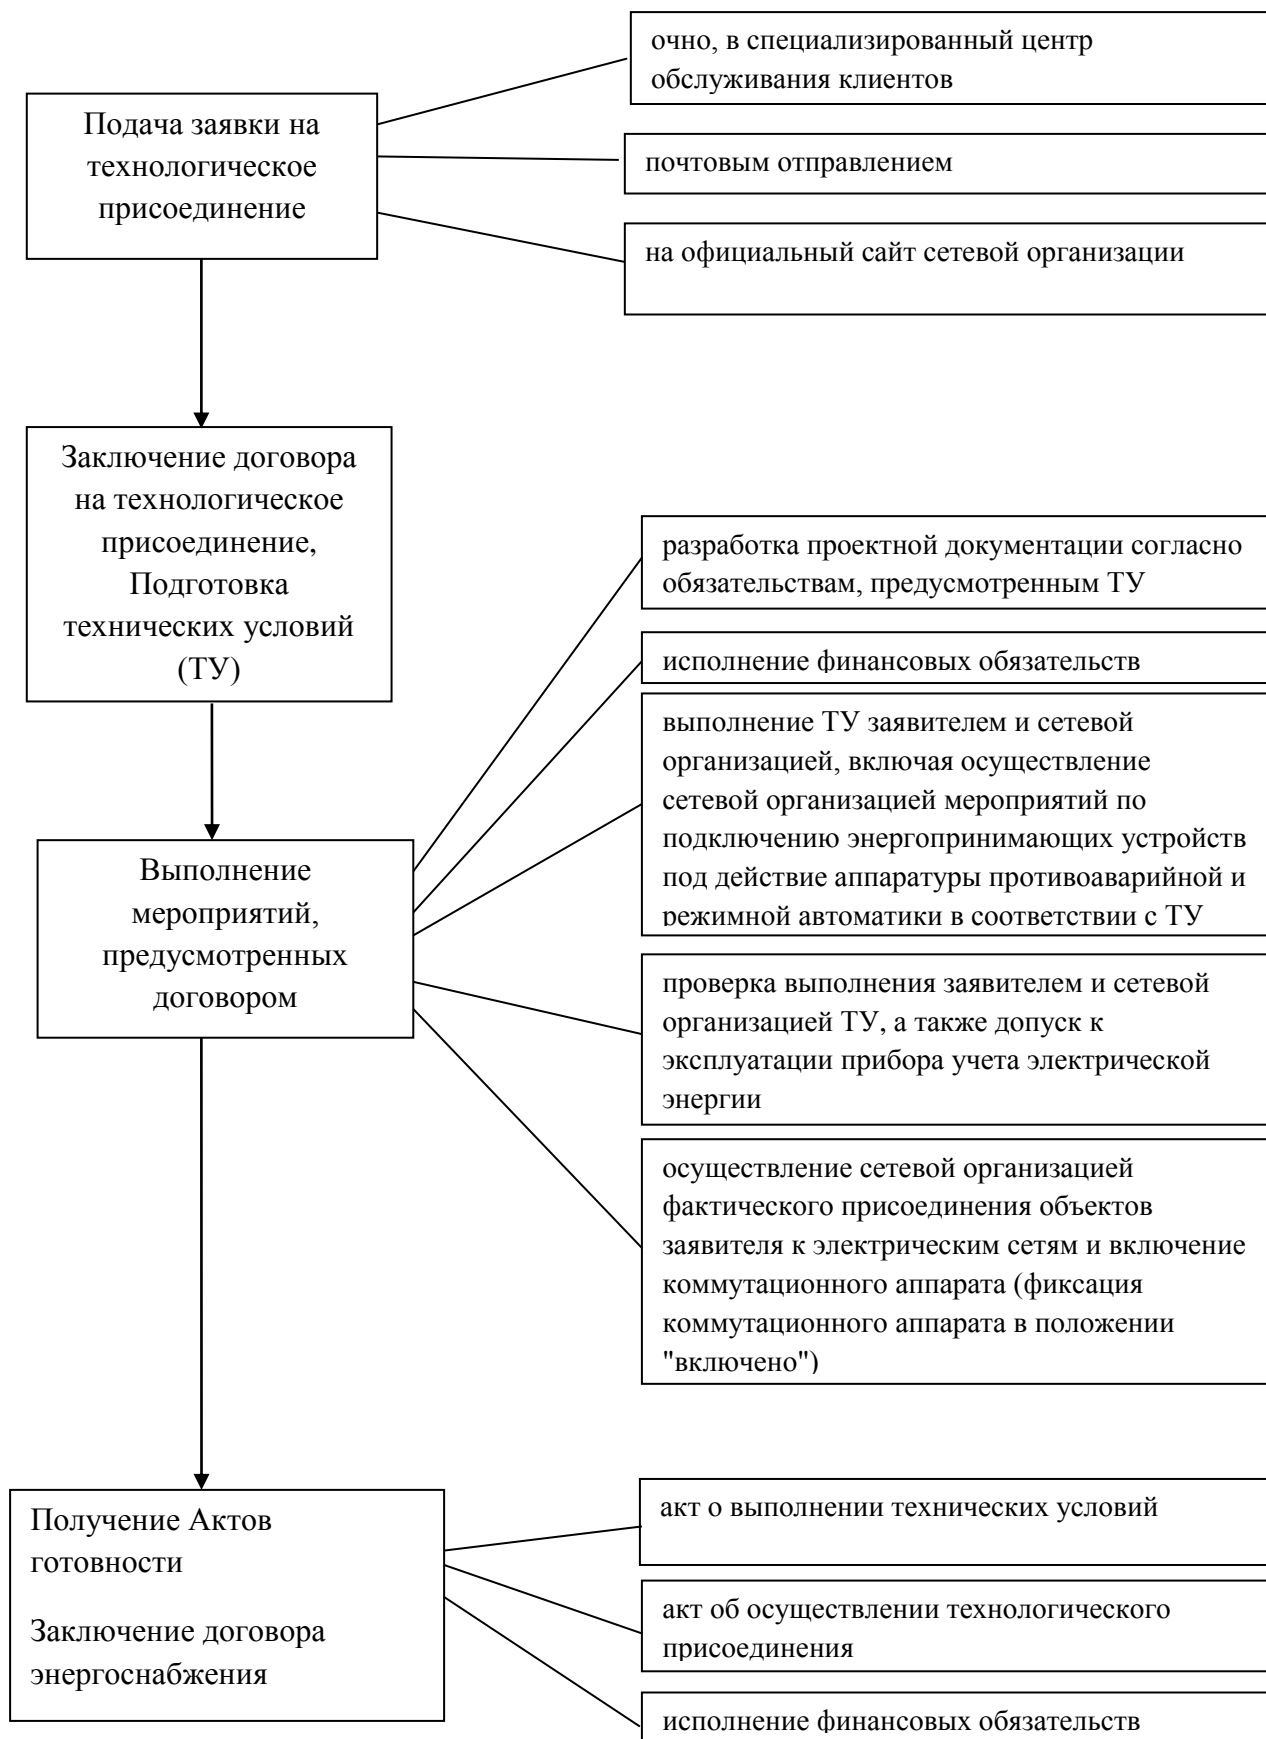 очно, в специализированный центр
обслуживания клиентов
Подача заявки на
технологическое
присоединение
почтовым отправлением
на официальный сайт сетевой организации
Заключение договора
на технологическое
присоединение,
Подготовка
технических условий
(ТУ)
разработка проектной документации согласно
обязательствам, предусмотренным ТУ
исполнение финансовых обязательств
выполнение ТУ заявителем и сетевой
организацией, включая осуществление
сетевой организацией мероприятий по
подключению энергопринимающих устройств
под действие аппаратуры противоаварийной и
режимной автоматики в соответствии с ТУ
Выполнение
мероприятий,
предусмотренных
договором
проверка выполнения заявителем и сетевой
организацией ТУ, а также допуск к
эксплуатации прибора учета электрической
энергии
осуществление сетевой организацией
фактического присоединения объектов
заявителя к электрическим сетям и включение
коммутационного аппарата (фиксация
коммутационного аппарата в положении
"включено")
Получение Актов
готовности
Заключение договора
энергоснабжения
акт о выполнении технических условий
акт об осуществлении технологического
присоединения
исполнение финансовых обязательств